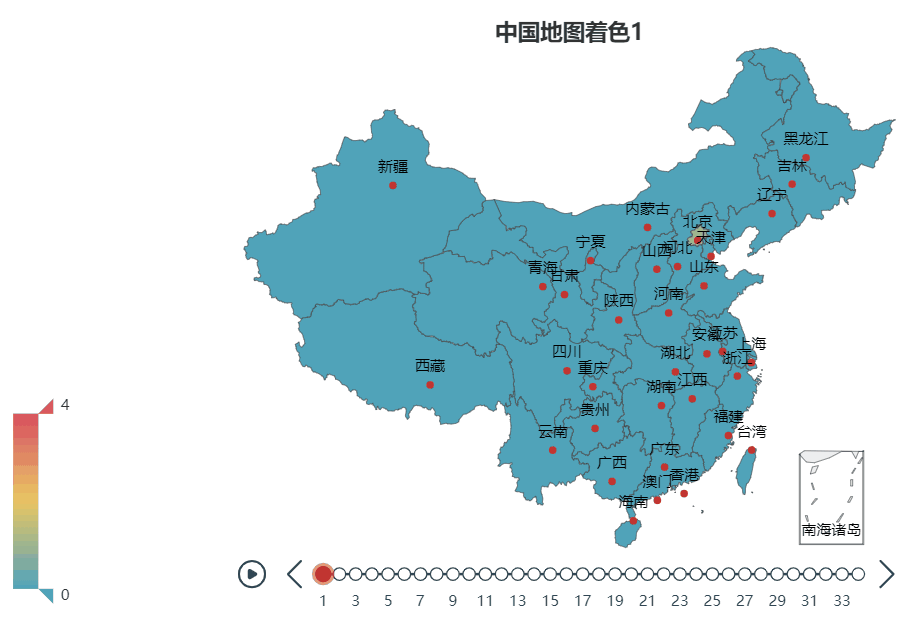 中国地图着色1
黑龙江
吉林
新疆
辽宁
内蒙古
北京
天津
宁夏
山西
河北
青海
甘肃
山东
陕西
河南
安徽
江苏
上海
四川
湖北
浙江
西藏
重庆
湖南
江西
贵州
福建
云南
台湾
广西
广东
澳门
香港
海南
南海诸岛
4
0
1 3 5 7 9 11 13 15 17 19 21 23 25 27 29 31 33